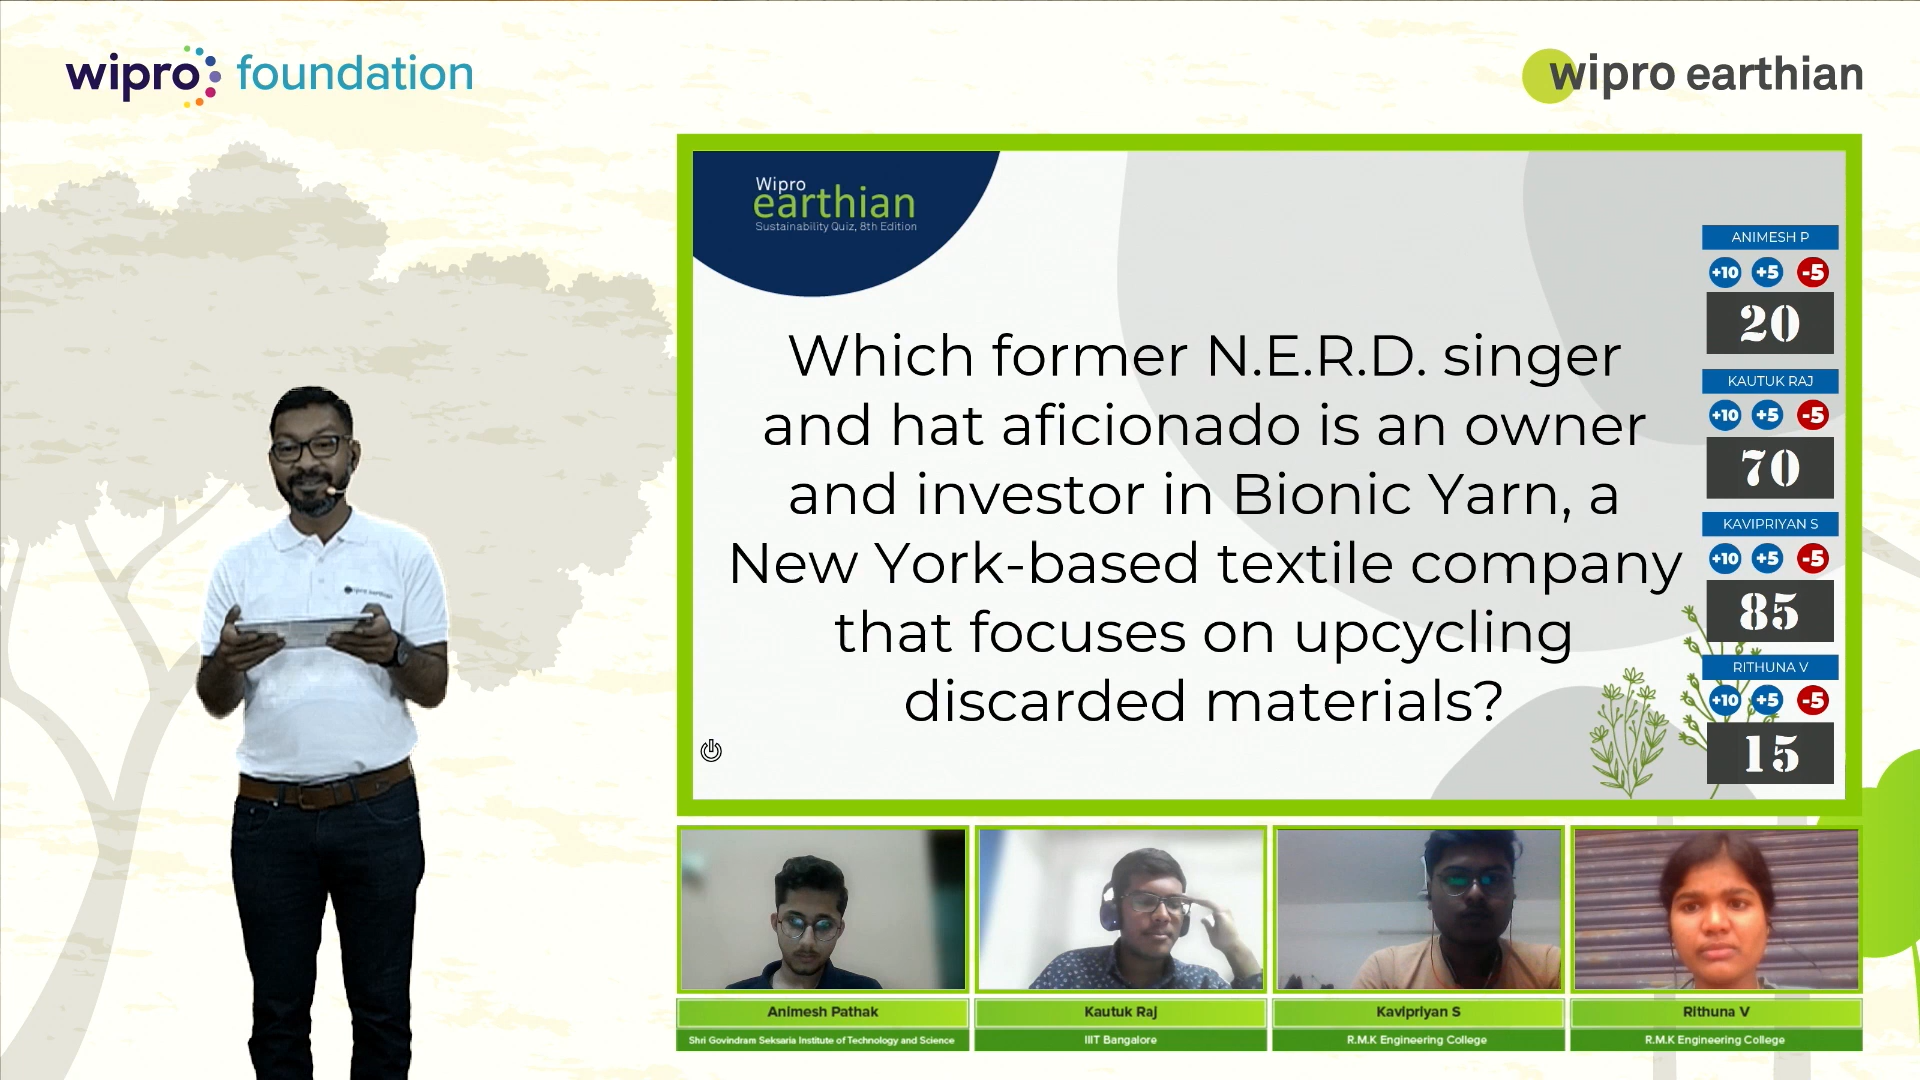 wipro foundation
wipro earthian
Wipro
earthian
Sustainability Quiz, 8th Edition
Which former N.E.R.D. singer
and hat aficionado is an owner
and investor in Bionic Yarn, a
New York-based textile company
that focuses on upcycling
discarded materials?
ANIMESH P
+10 +5 -5
20
KAUTUK RAJ
+10 +5 -5
70
KAVIPRIYAN S
+10 +5 -5
85
RITHUNA V
+10 +5 -5
15
wipro earthian
Animesh Pathak
Shri Govindram Seksaria Institute of Technology and Science
Kautuk Raj
IIIT Bangalore
Kavipriyan S
R.M.K Engineering College
Rithuna V
R.M.K Engineering College